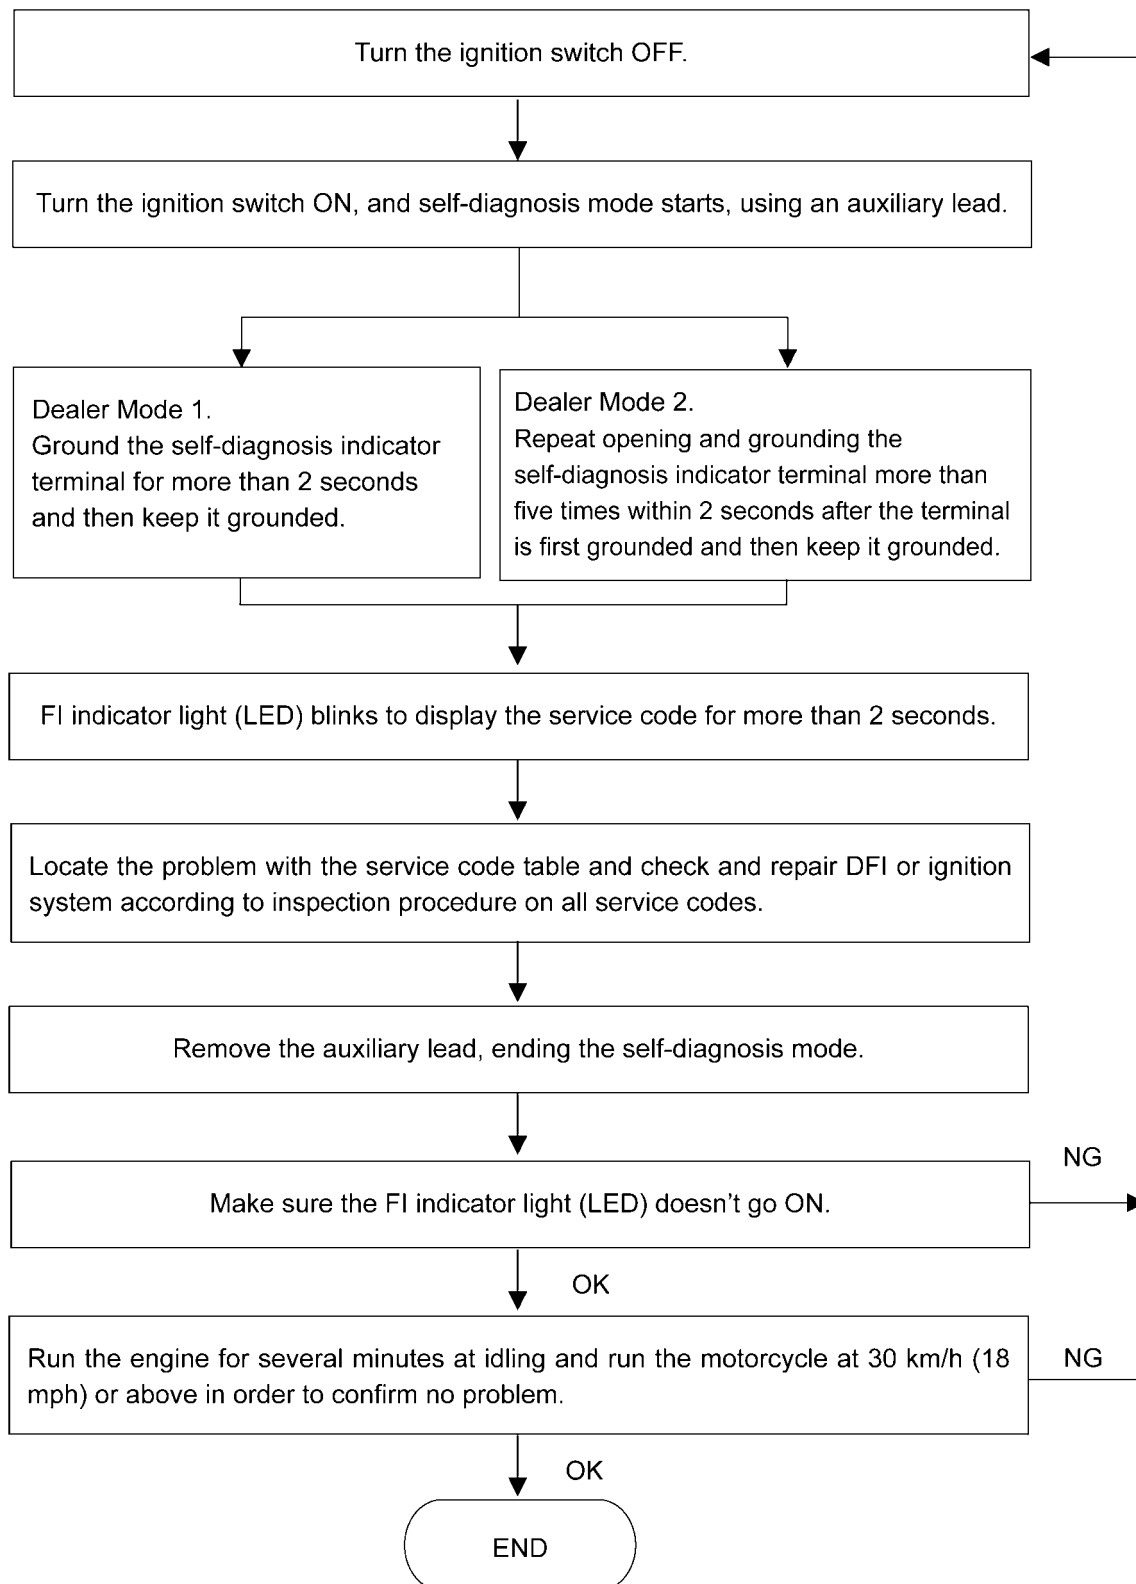 Turn the ignition switch OFF.
Turn the ignition switch ON, and self-diagnosis mode starts, using an auxiliary lead.
Dealer Mode 1.
Ground the self-diagnosis indicator
terminal for more than 2 seconds
and then keep it grounded.
Dealer Mode 2.
Repeat opening and grounding the
self-diagnosis indicator terminal more than
five times within 2 seconds after the terminal
is first grounded and then keep it grounded.
FI indicator light (LED) blinks to display the service code for more than 2 seconds.
Locate the problem with the service code table and check and repair DFI or ignition
system according to inspection procedure on all service codes.
Remove the auxiliary lead, ending the self-diagnosis mode.
NG
Make sure the FI indicator light (LED) doesn't go ON.
OK
Run the engine for several minutes at idling and run the motorcycle at 30 km/h (18
mph) or above in order to confirm no problem.
NG
OK
END